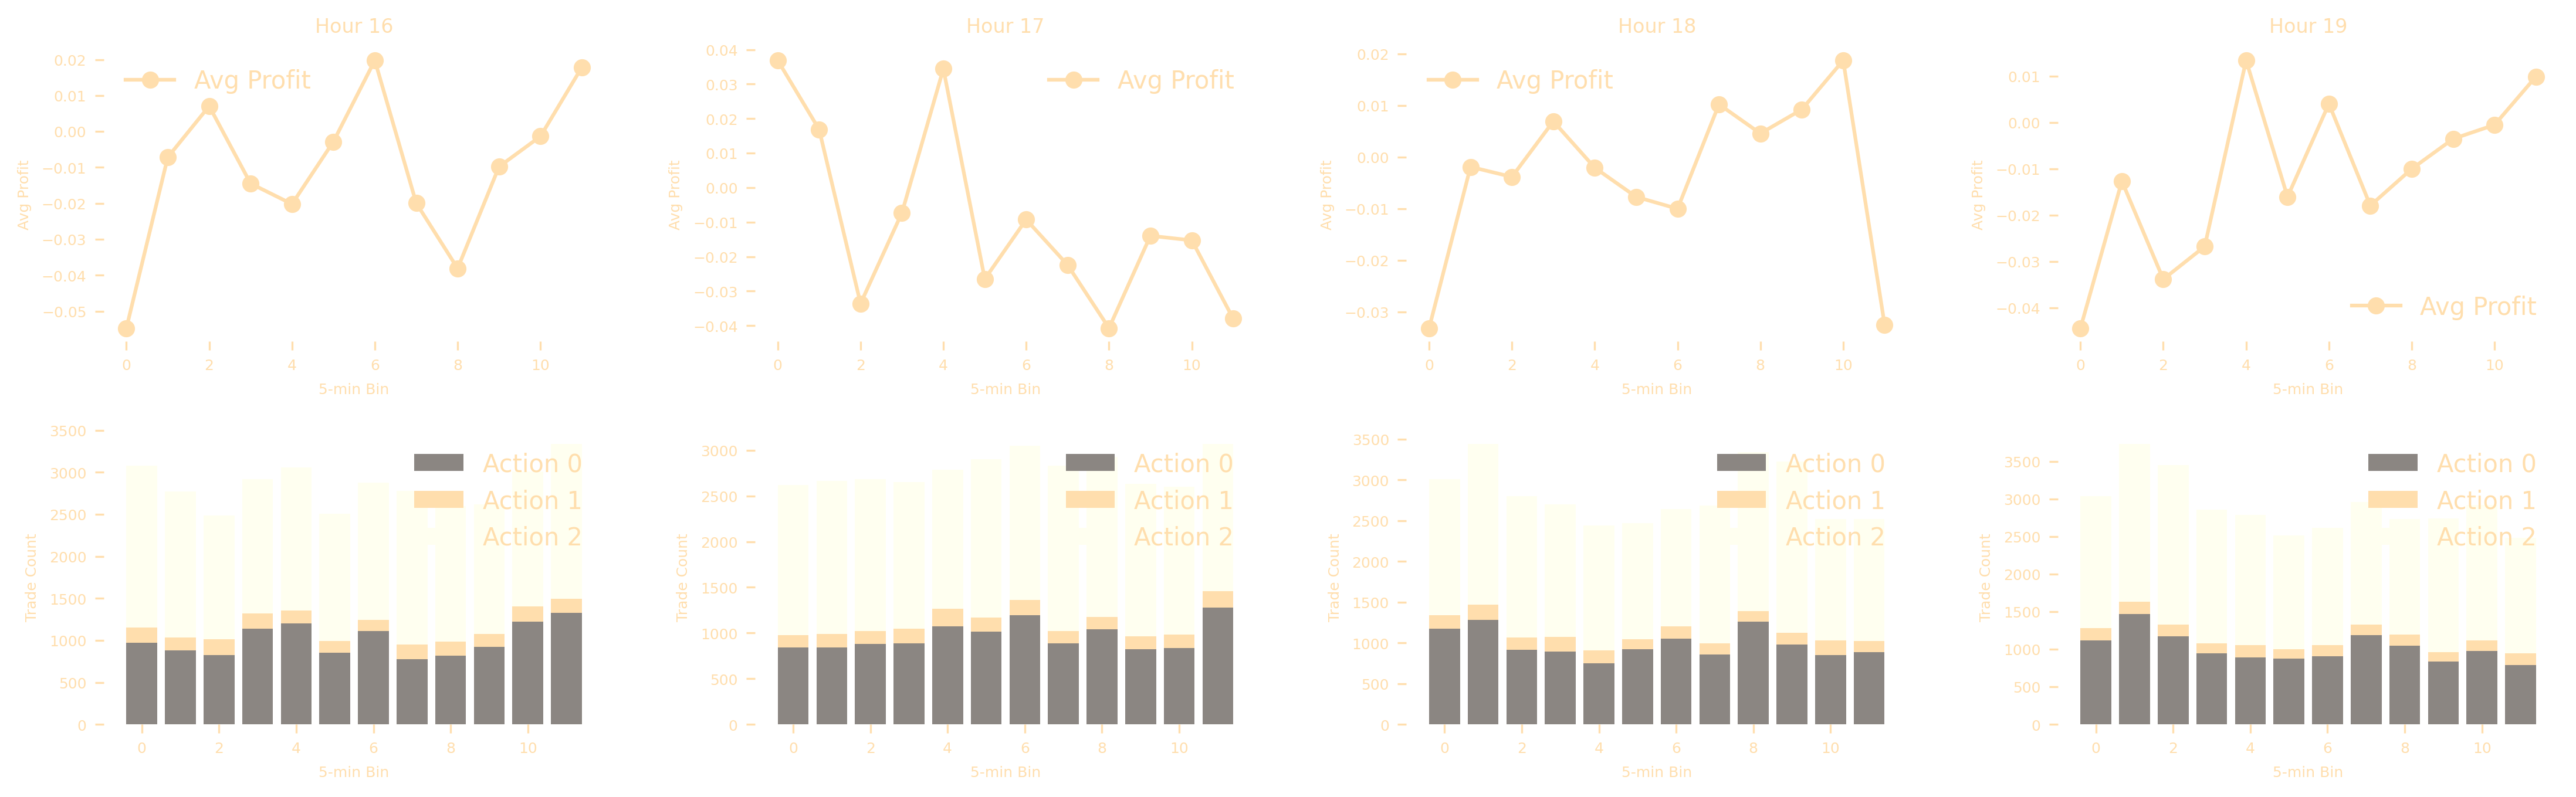 Hour 16
0.02
0.01
0.00
−0.01
−0.02
−0.03
−0.04
−0.05
Avg Profit
Avg Profit
0 2 4 6 8 10
5-min Bin
Hour 17
0.04
0.03
0.02
0.01
0.00
−0.01
−0.02
−0.03
−0.04
Avg Profit
Avg Profit
0 2 4 6 8 10
5-min Bin
Hour 18
0.02
0.01
0.00
−0.01
−0.02
−0.03
Avg Profit
Avg Profit
0 2 4 6 8 10
5-min Bin
Hour 19
0.01
0.00
−0.01
−0.02
−0.03
−0.04
Avg Profit
Avg Profit
0 2 4 6 8 10
5-min Bin
3500
3000
2500
2000
1500
1000
500
0
Trade Count
Action 0
Action 1
Action 2
0 2 4 6 8 10
5-min Bin
3000
2500
2000
1500
1000
500
0
Trade Count
Action 0
Action 1
Action 2
0 2 4 6 8 10
5-min Bin
3500
3000
2500
2000
1500
1000
500
0
Trade Count
Action 0
Action 1
Action 2
0 2 4 6 8 10
5-min Bin
3500
3000
2500
2000
1500
1000
500
0
Trade Count
Action 0
Action 1
Action 2
0 2 4 6 8 10
5-min Bin